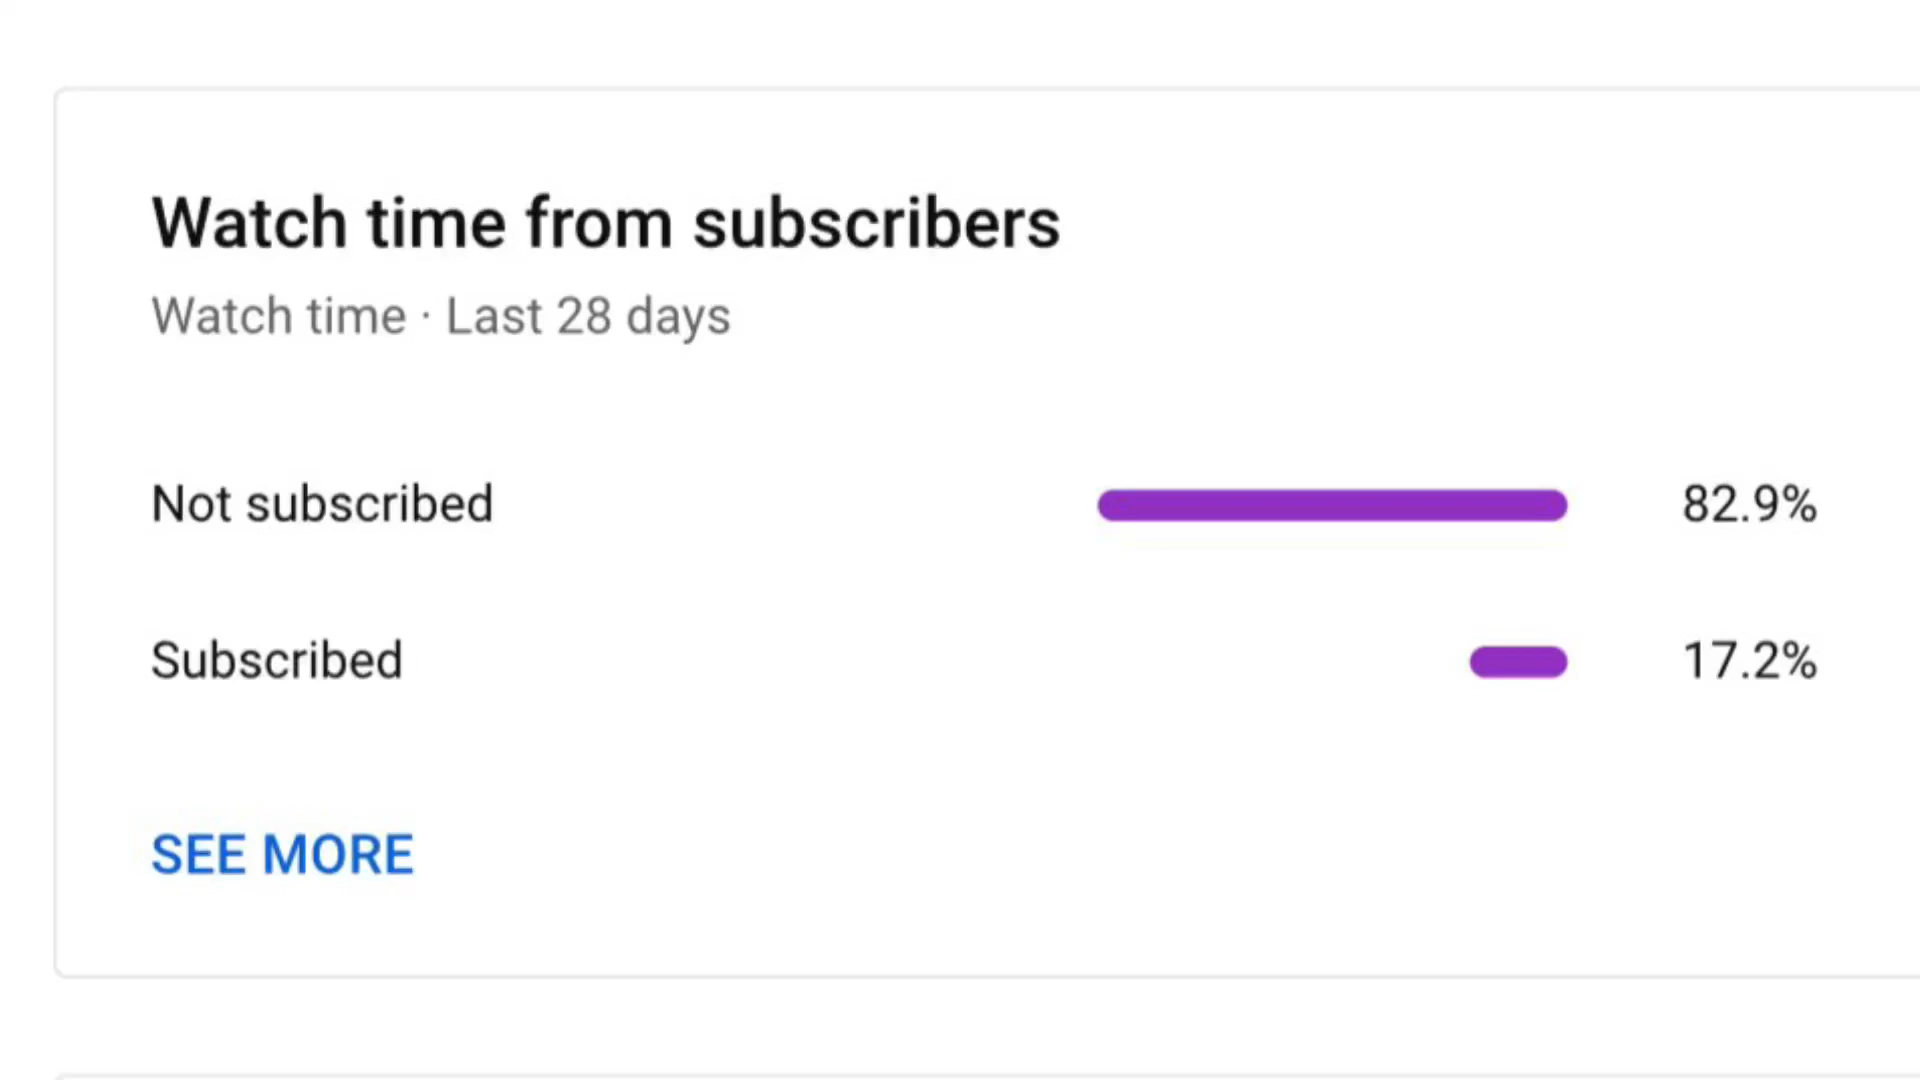 Watch time from subscribers
Watch time · Last 28 days
Not subscribed 82.9%
Subscribed 17.2%
SEE MORE